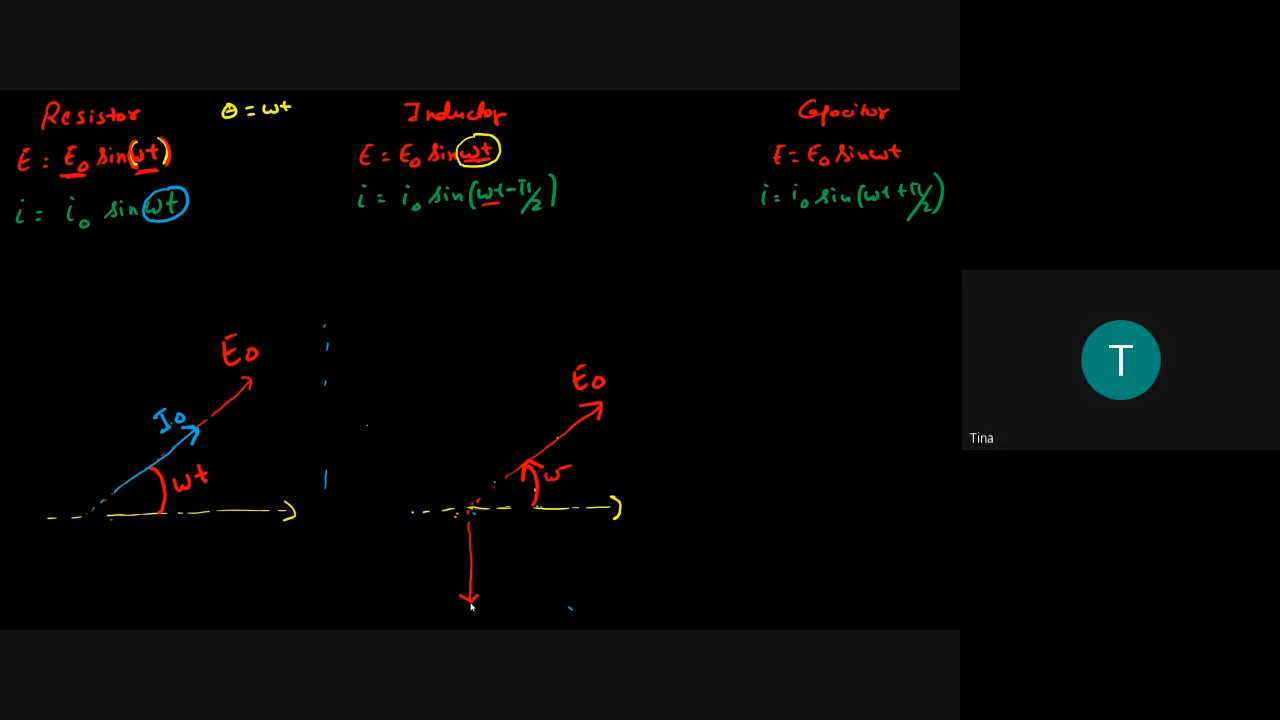 Resistor
θ = ωt
Inductor
Capacitor
E = E₀ sin(ωt)
E = E₀ sin ωt
E = E₀ sin ωt
i = i₀ sin ωt
i = i₀ sin(ωt - π/2)
i = i₀ sin(ωt + π/2)
E₀
E₀
I₀
ωt
ω
T
Tina